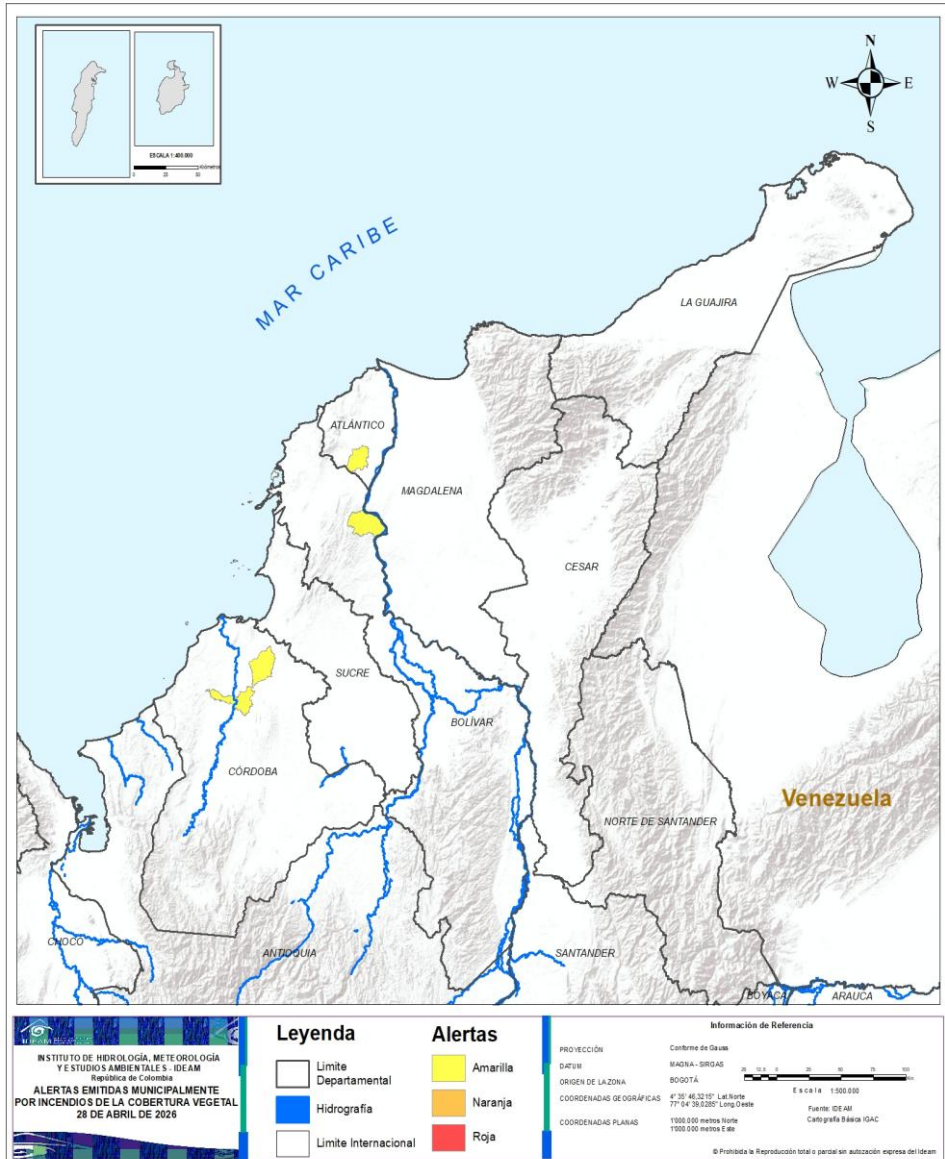 N
W E
S
ESCALA 1:400.000
Kilómetros
MAR CARIBE
LA GUAJIRA
ATLÁNTICO
MAGDALENA
CESAR
SUCRE
BOLÍVAR
CÓRDOBA
Venezuela
NORTE DE SANTANDER
CHOCO
ANTIOQUIA
SANTANDER
BOYACÁ
ARAUCA
IDEAM
INSTITUTO DE HIDROLOGÍA, METEOROLOGÍA
Y ESTUDIOS AMBIENTALES - IDEAM
República de Colombia
ALERTAS EMITIDAS MUNICIPALMENTE
POR INCENDIOS DE LA COBERTURA VEGETAL
28 DE ABRIL DE 2026
Leyenda
Limite
Departamental
Hidrografía
Limite Internacional
Alertas
Amarilla
Naranja
Roja
Información de Referencia
PROYECCIÓN Conforme de Gauss
DATUM MAGNA - SIRGAS
ORIGEN DE LA ZONA BOGOTÁ
COORDENADAS GEOGRÁFICAS 4° 35' 46,3215" Lat.Norte
77° 04' 39,0285" Long.Oeste
COORDENADAS PLANAS 1'000.000 metros Norte
1'000.000 metros Este
Escala 1:500.000
Fuente: IDEAM
Cartografía Básica IGAC
© Prohibida la Reproducción total o parcial sin autozación expresa del Ideam